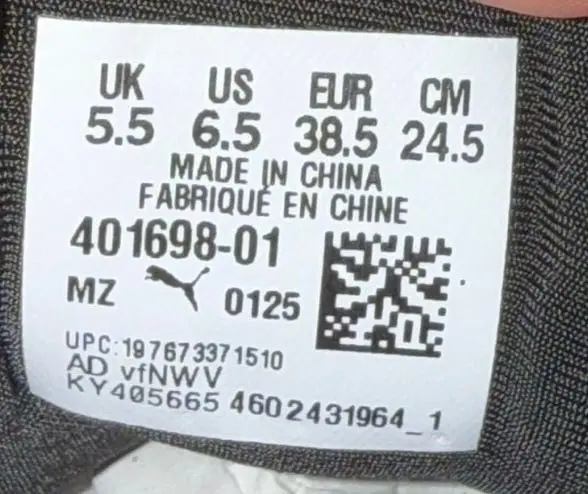 UK US EUR CM
5.5 6.5 38.5 24.5
MADE IN CHINA
FABRIQUÉ EN CHINE
401698-01
MZ 0125
UPC:197673371510
AD vfNWV
KY405665 4602431964_1